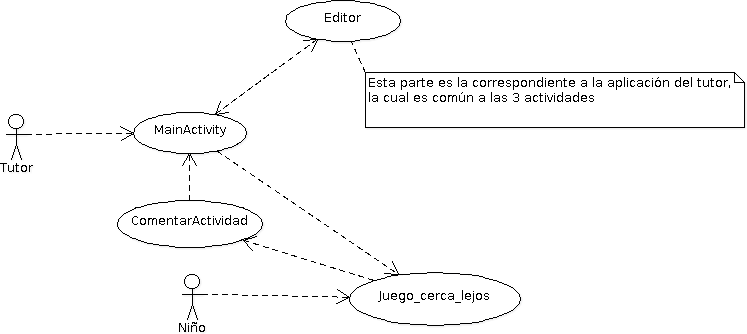 Editor
Esta parte es la correspondiente a la aplicación del tutor,
la cual es común a las 3 actividades
MainActivity
Tutor
ComentarActividad
Juego_cerca_lejos
Niño